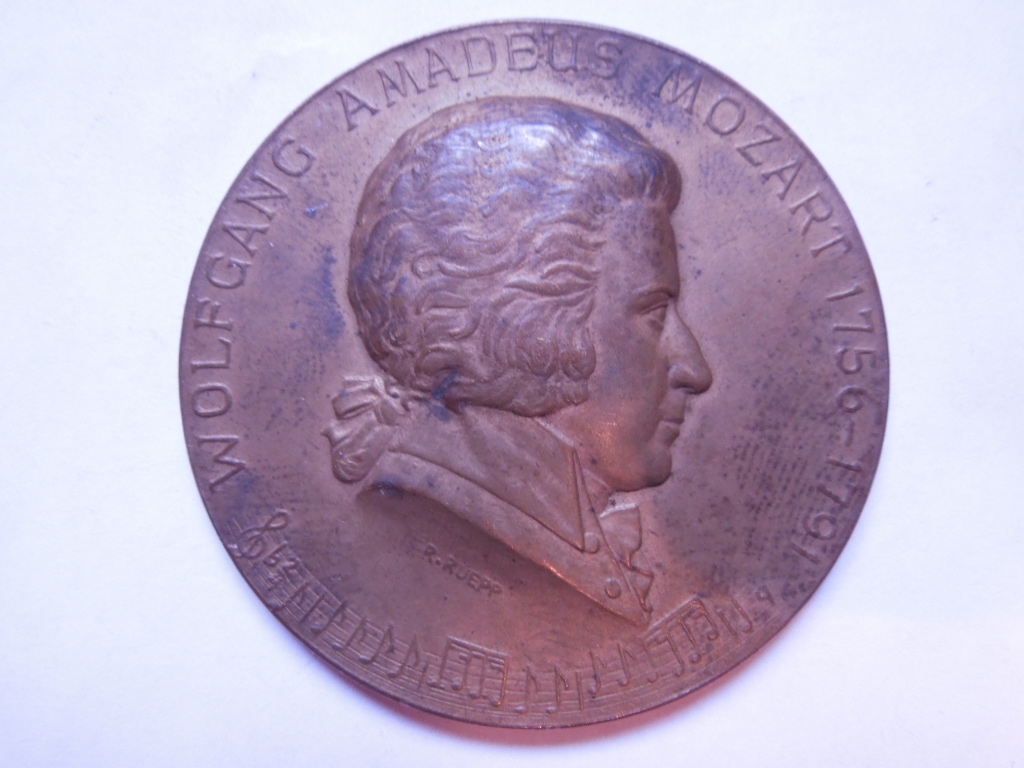 WOLFGANG AMADEUS MOZART 1756-1791
R. RUEPP